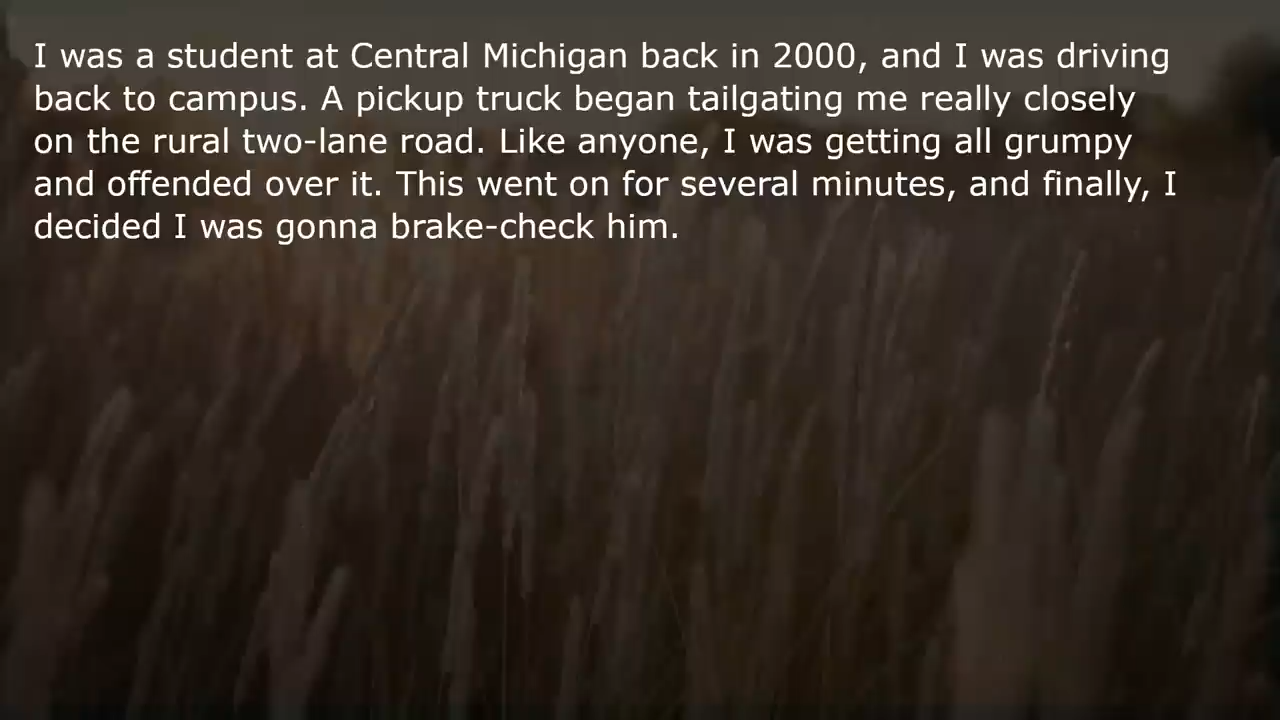 I was a student at Central Michigan back in 2000, and I was driving
back to campus. A pickup truck began tailgating me really closely
on the rural two-lane road. Like anyone, I was getting all grumpy
and offended over it. This went on for several minutes, and finally, I
decided I was gonna brake-check him.